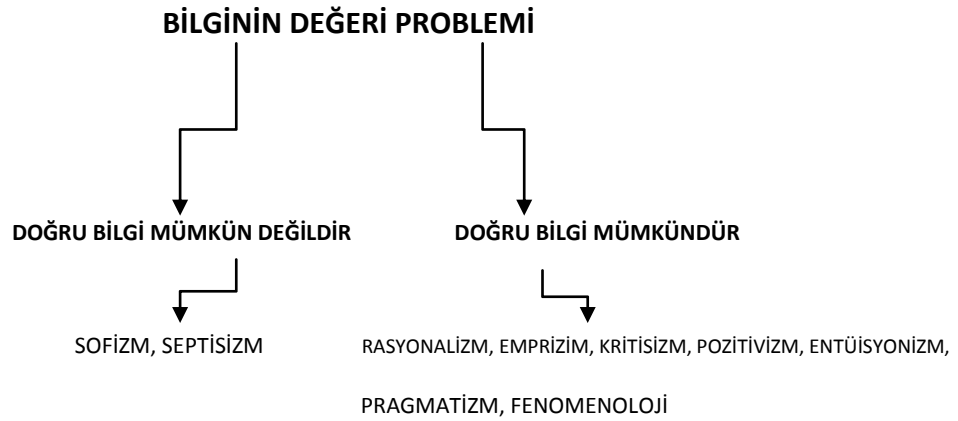 BİLGİNİN DEĞERİ PROBLEMİ
DOĞRU BİLGİ MÜMKÜN DEĞİLDİR
DOĞRU BİLGİ MÜMKÜNDÜR
SOFİZM, SEPTİSİZM
RASYONALİZM, EMPRİZİM, KRİTİSİZM, POZİTİVİZM, ENTÜİSYONİZM,
PRAGMATİZM, FENOMENOLOJİ